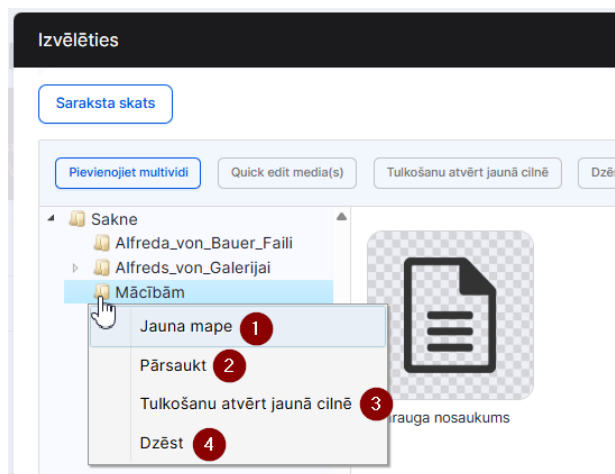 Izvēlēties
Saraksta skats
Pievienojiet multividi
Quick edit media(s)
Tulkošanu atvērt jaunā cilnē
Sakne
Alfreda_von_Bauer_Faili
Alfreds_von_Galerijai
Mācībām
Jauna mape 1
Pārsaukt 2
Tulkošanu atvērt jaunā cilnē 3
Dzēst 4
nosaukums